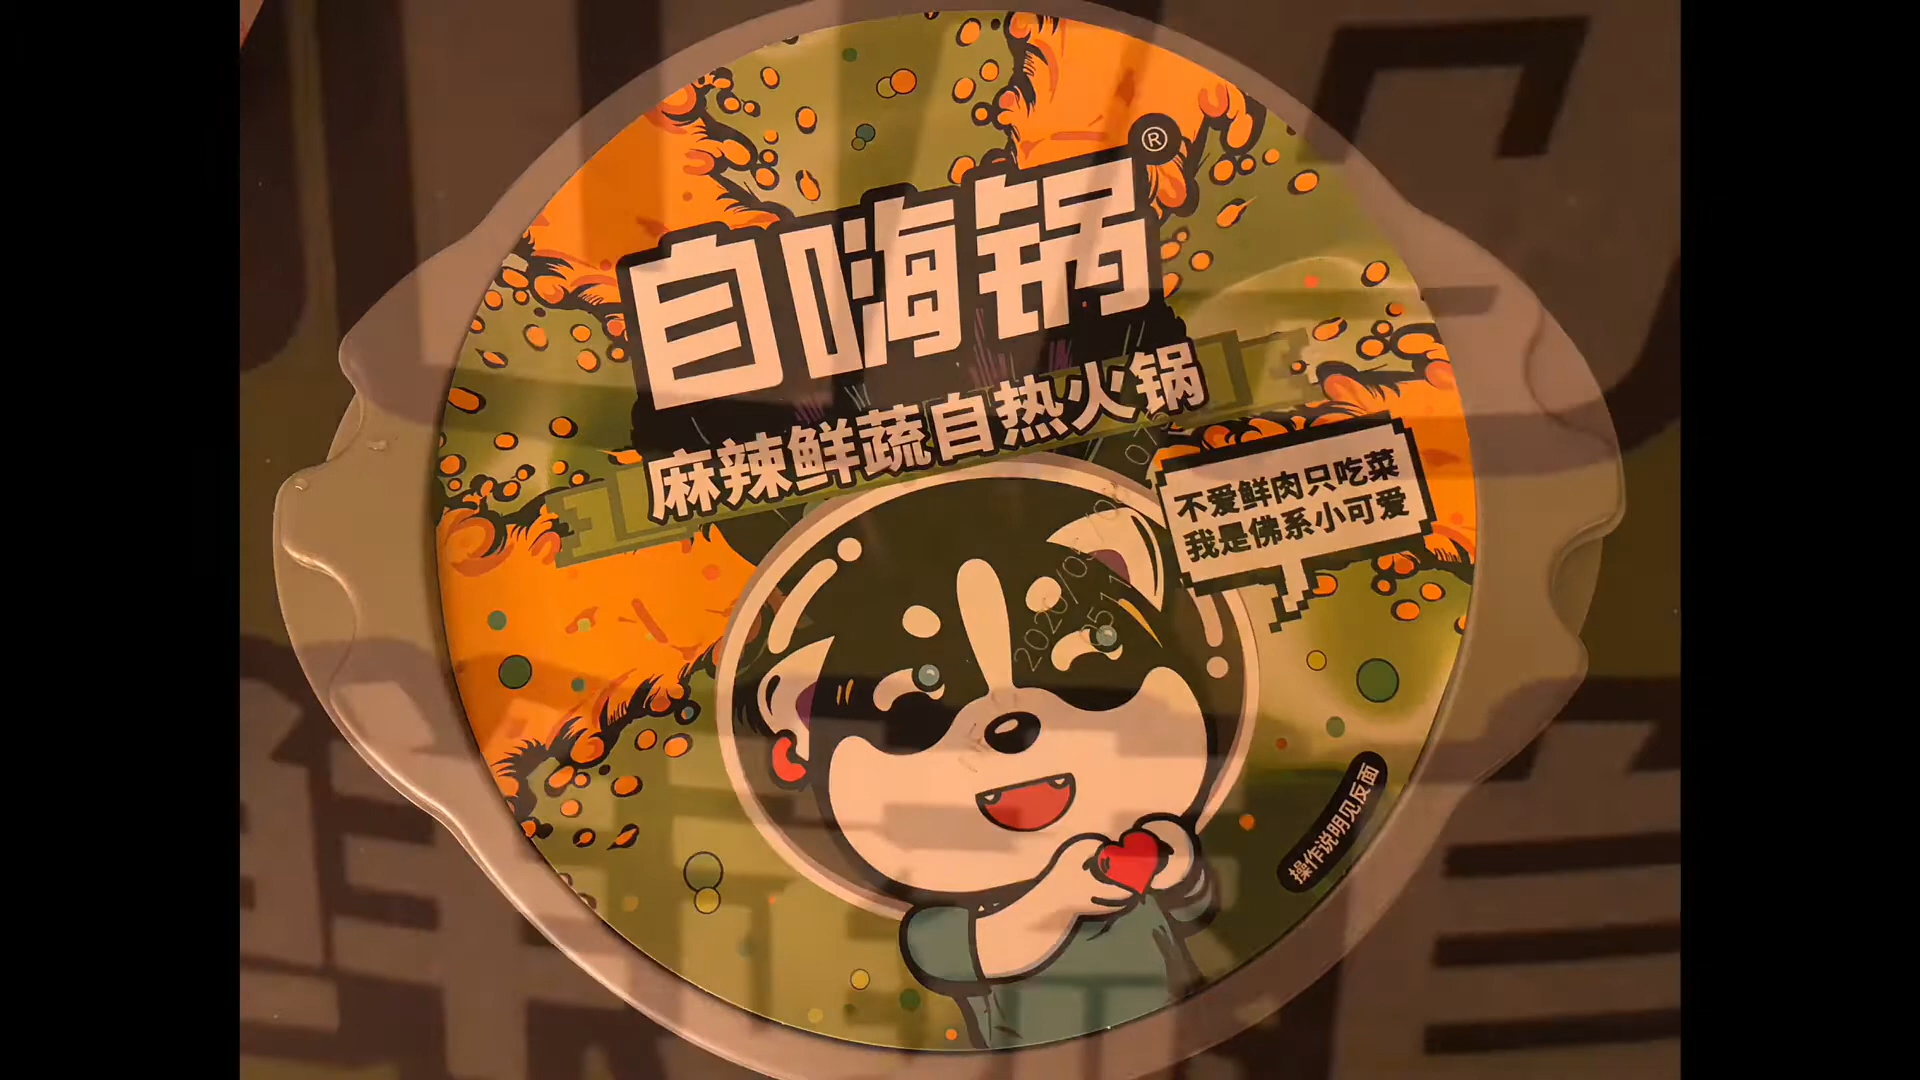 自嗨锅®
麻辣鲜蔬自热火锅
不爱鲜肉只吃菜
我是佛系小可爱
操作说明见反面